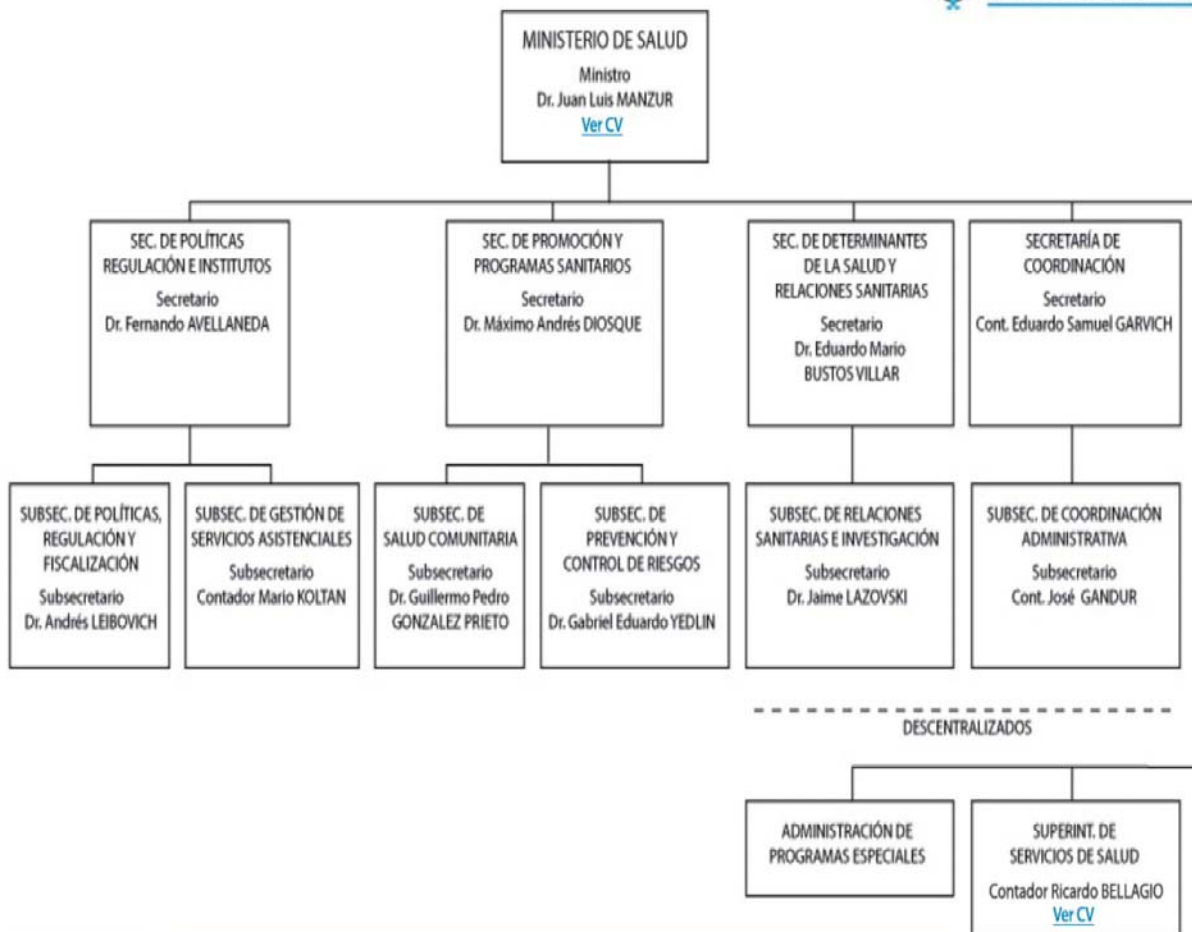 MINISTERIO DE SALUD
Ministro
Dr. Juan Luis MANZUR
Ver CV
SEC. DE POLÍTICAS
REGULACIÓN E INSTITUTOS
Secretario
Dr. Fernando AVELLANEDA
SEC. DE PROMOCIÓN Y
PROGRAMAS SANITARIOS
Secretario
Dr. Máximo Andrés DIOSQUE
SEC. DE DETERMINANTES
DE LA SALUD Y
RELACIONES SANITARIAS
Secretario
Dr. Eduardo Mario
BUSTOS VILLAR
SECRETARÍA DE
COORDINACIÓN
Secretario
Cont. Eduardo Samuel GARVICH
SUBSEC. DE POLÍTICAS,
REGULACIÓN Y
FISCALIZACIÓN
Subsecretario
Dr. Andrés LEIBOVICH
SUBSEC. DE GESTIÓN DE
SERVICIOS ASISTENCIALES
Subsecretario
Contador Mario KOLTAN
SUBSEC. DE
SALUD COMUNITARIA
Subsecretario
Dr. Guillermo Pedro
GONZALEZ PRIETO
SUBSEC. DE
PREVENCIÓN Y
CONTROL DE RIESGOS
Subsecretario
Dr. Gabriel Eduardo YEDLIN
SUBSEC. DE RELACIONES
SANITARIAS E INVESTIGACIÓN
Subsecretario
Dr. Jaime LAZOVSKI
SUBSEC. DE COORDINACIÓN
ADMINISTRATIVA
Subsecretario
Cont. José GANDUR
DESCENTRALIZADOS
ADMINISTRACIÓN DE
PROGRAMAS ESPECIALES
SUPERINT. DE
SERVICIOS DE SALUD
Contador Ricardo BELLAGIO
Ver CV